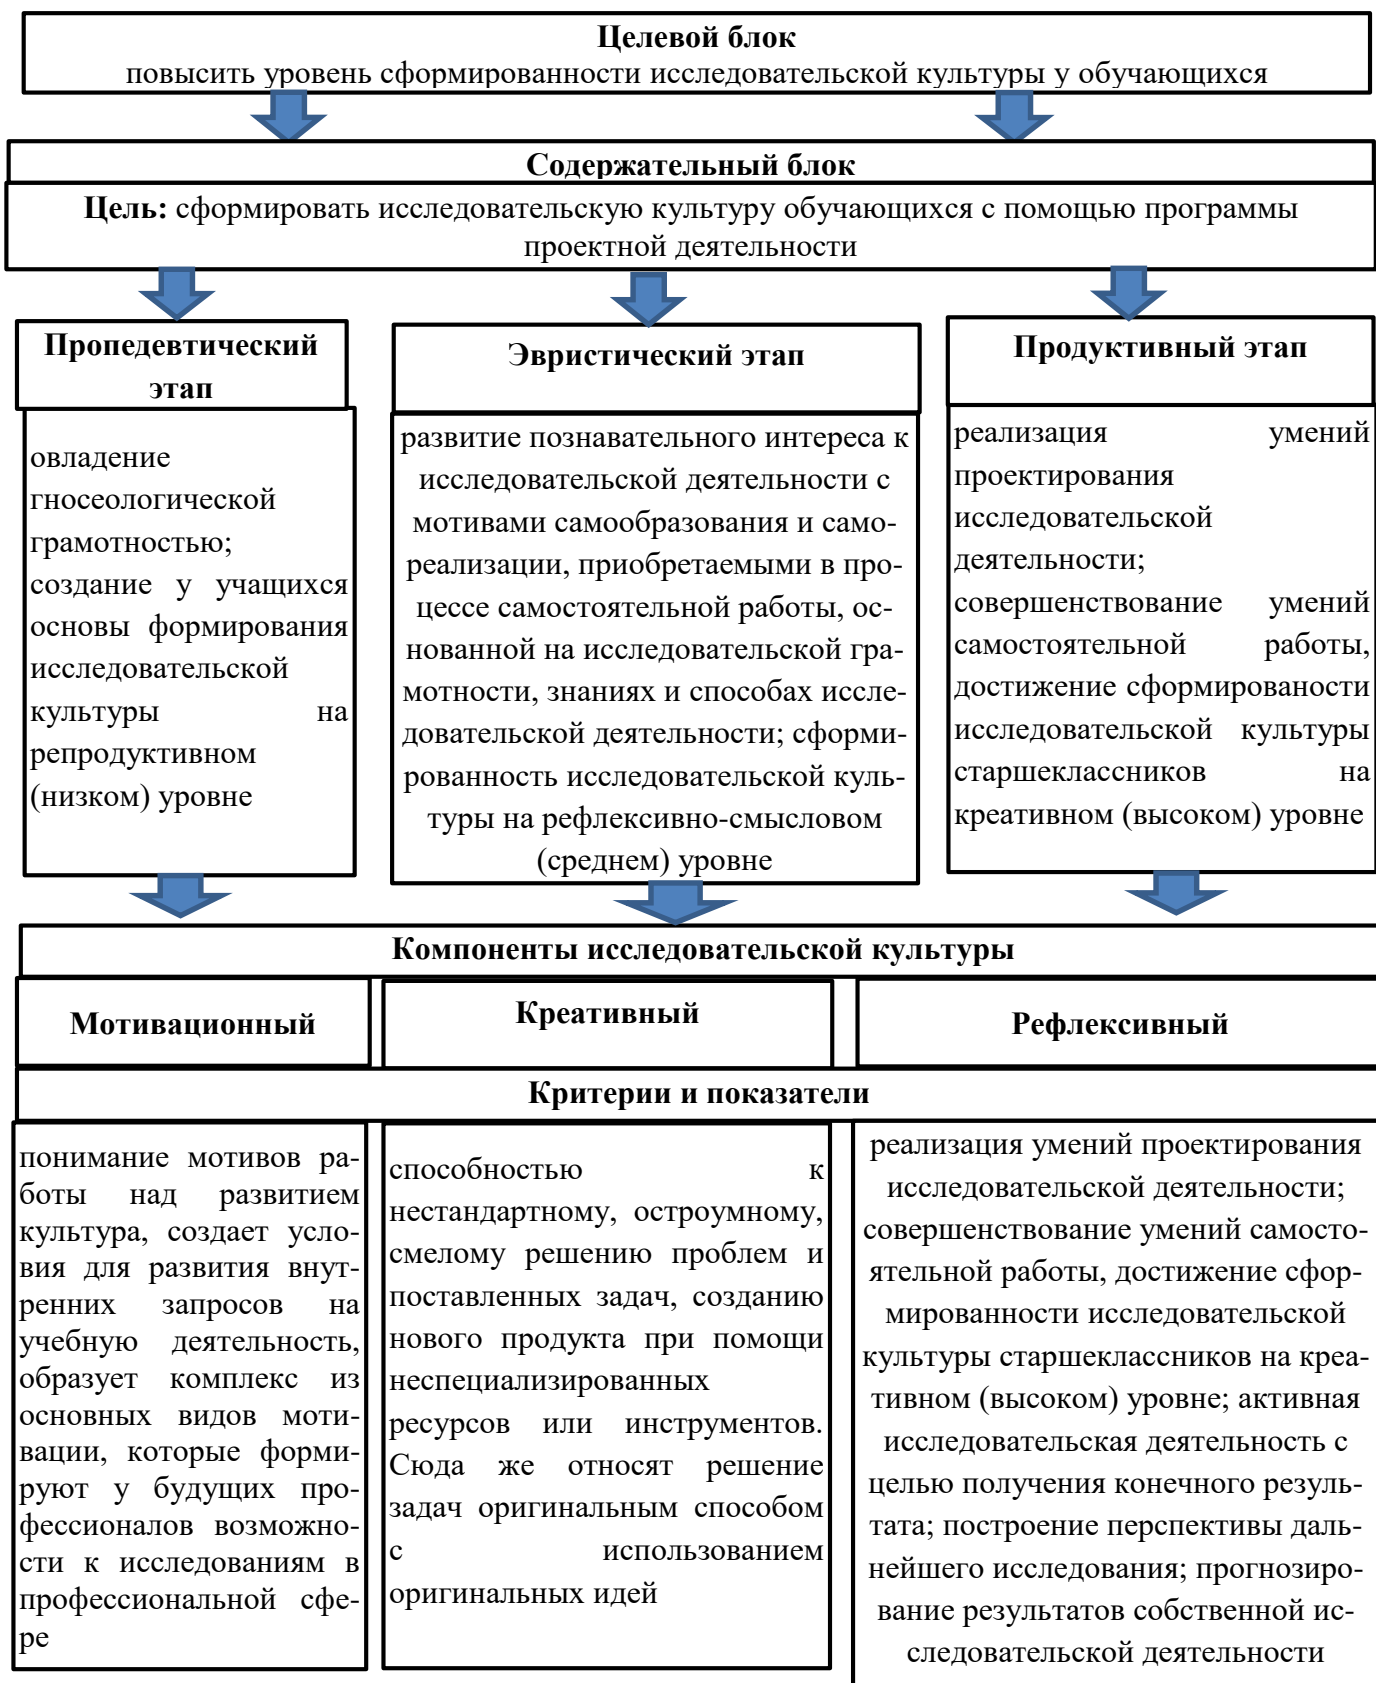 Целевой блок
повысить уровень сформированности исследовательской культуры у обучающихся
Содержательный блок
Цель: сформировать исследовательскую культуру обучающихся с помощью программы
проектной деятельности
Пропедевтический
этап
овладение
гносеологической
грамотностью;
создание у учащихся
основы формирования
исследовательской
культуры на
репродуктивном
(низком) уровне
Эвристический этап
развитие познавательного интереса к
исследовательской деятельности с
мотивами самообразования и само-
реализации, приобретаемыми в про-
цессе самостоятельной работы, ос-
нованной на исследовательской гра-
мотности, знаниях и способах иссле-
довательской деятельности; сформи-
рованность исследовательской куль-
туры на рефлексивно-смысловом
(среднем) уровне
Продуктивный этап
реализация умений
проектирования
исследовательской
деятельности;
совершенствование умений
самостоятельной работы,
достижение сформированости
исследовательской культуры
старшеклассников на
креативном (высоком) уровне
Компоненты исследовательской культуры
Мотивационный
Креативный
Рефлексивный
Критерии и показатели
понимание мотивов ра-
боты над развитием
культура, создает усло-
вия для развития внут-
ренних запросов на
учебную деятельность,
образует комплекс из
основных видов моти-
вации, которые форми-
руют у будущих про-
фессионалов возможно-
сти к исследованиям в
профессиональной сфе-
ре
способностью к
нестандартному, остроумному,
смелому решению проблем и
поставленных задач, созданию
нового продукта при помощи
неспециализированных
ресурсов или инструментов.
Сюда же относят решение
задач оригинальным способом
с использованием
оригинальных идей
реализация умений проектирования
исследовательской деятельности;
совершенствование умений самосто-
ятельной работы, достижение сфор-
мированности исследовательской
культуры старшеклассников на креа-
тивном (высоком) уровне; активная
исследовательская деятельность с
целью получения конечного резуль-
тата; построение перспективы даль-
нейшего исследования; прогнозиро-
вание результатов собственной ис-
следовательской деятельности